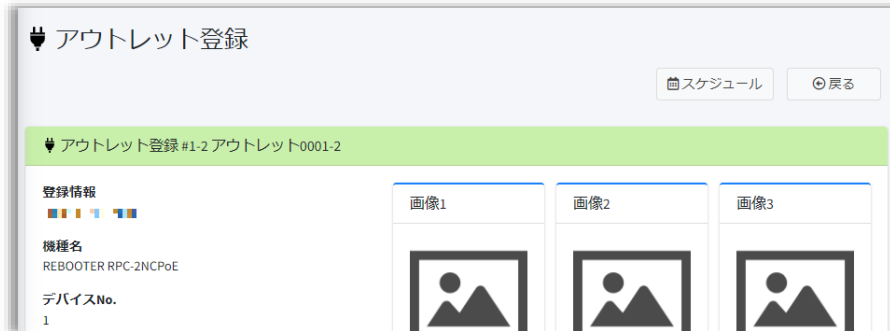 アウトレット登録
スケジュール
戻る
アウトレット登録 #1-2 アウトレット0001-2
登録情報
機種名
REBOOTER RPC-2NCPoE
デバイスNo.
1
画像1
画像2
画像3